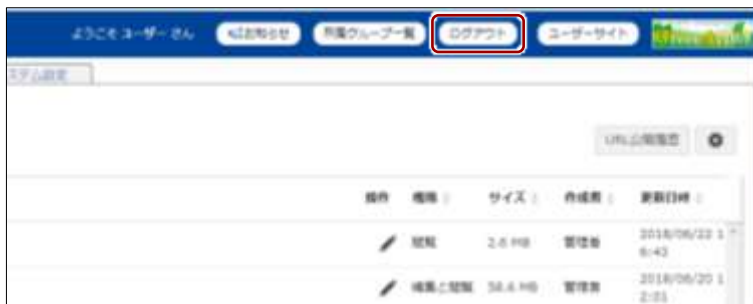 ようこそ ユーザー さん お知らせ 所属グループ一覧 ログアウト ユーザーサイト
ステム設定
URL公開履歴
操作 権限 サイズ 作成者 更新日時
閲覧 2.6 MB 管理者 2018/06/22 1
6:43
編集と閲覧 58.6 MB 管理者 2018/06/20 1
2:01